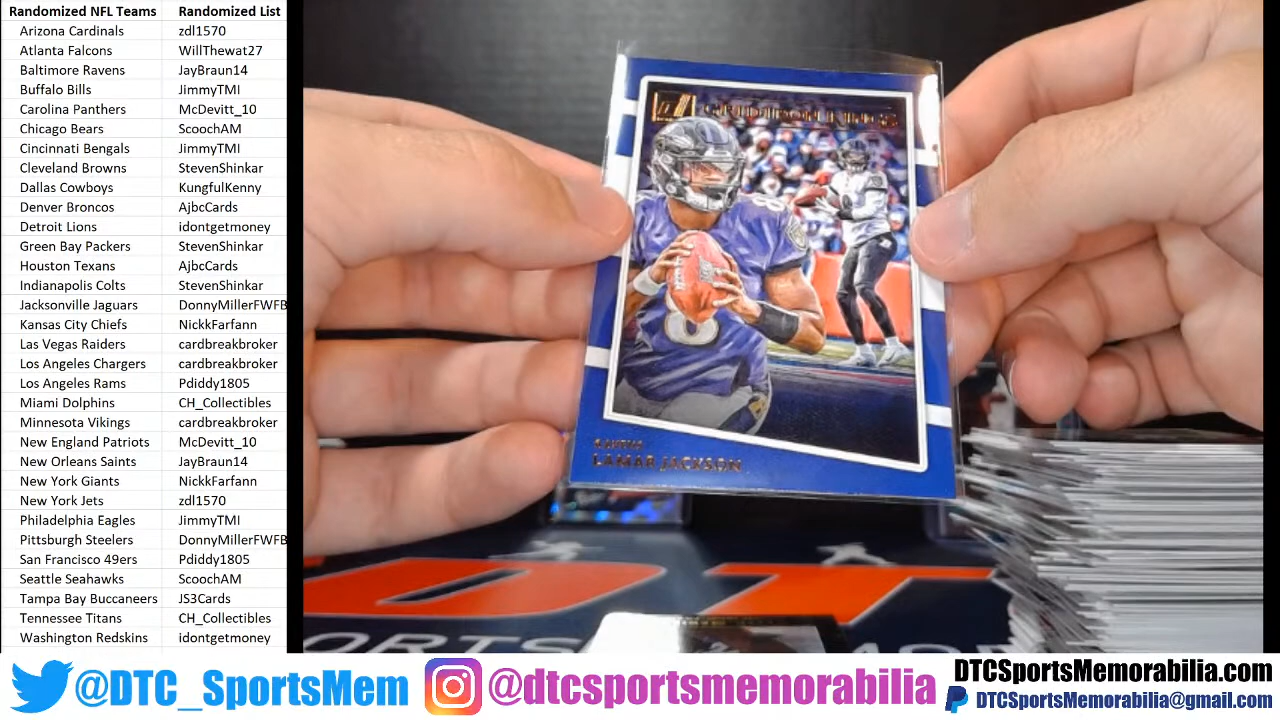 Randomized NFL Teams Randomized List
Arizona Cardinals zdl1570
Atlanta Falcons WillThewat27
Baltimore Ravens JayBraun14
Buffalo Bills JimmyTMI
Carolina Panthers McDevitt_10
Chicago Bears ScoochAM
Cincinnati Bengals JimmyTMI
Cleveland Browns StevenShinkar
Dallas Cowboys KungfulKenny
Denver Broncos AjbcCards
Detroit Lions idontgetmoney
Green Bay Packers StevenShinkar
Houston Texans AjbcCards
Indianapolis Colts StevenShinkar
Jacksonville Jaguars DonnyMillerFWFB
Kansas City Chiefs NickkFarfann
Las Vegas Raiders cardbreakbroker
Los Angeles Chargers cardbreakbroker
Los Angeles Rams Pdiddy1805
Miami Dolphins CH_Collectibles
Minnesota Vikings cardbreakbroker
New England Patriots McDevitt_10
New Orleans Saints JayBraun14
New York Giants NickkFarfann
New York Jets zdl1570
Philadelphia Eagles JimmyTMI
Pittsburgh Steelers DonnyMillerFWFB
San Francisco 49ers Pdiddy1805
Seattle Seahawks ScoochAM
Tampa Bay Buccaneers JS3Cards
Tennessee Titans CH_Collectibles
Washington Redskins idontgetmoney
GRIDIRON KINGS
8
RAVENS
LAMAR JACKSON
DT
ORTS
@DTC_SportsMem
@dtcsportsmemorabilia
DTCSportsMemorabilia.com
DTCSportsMemorabilia@gmail.com